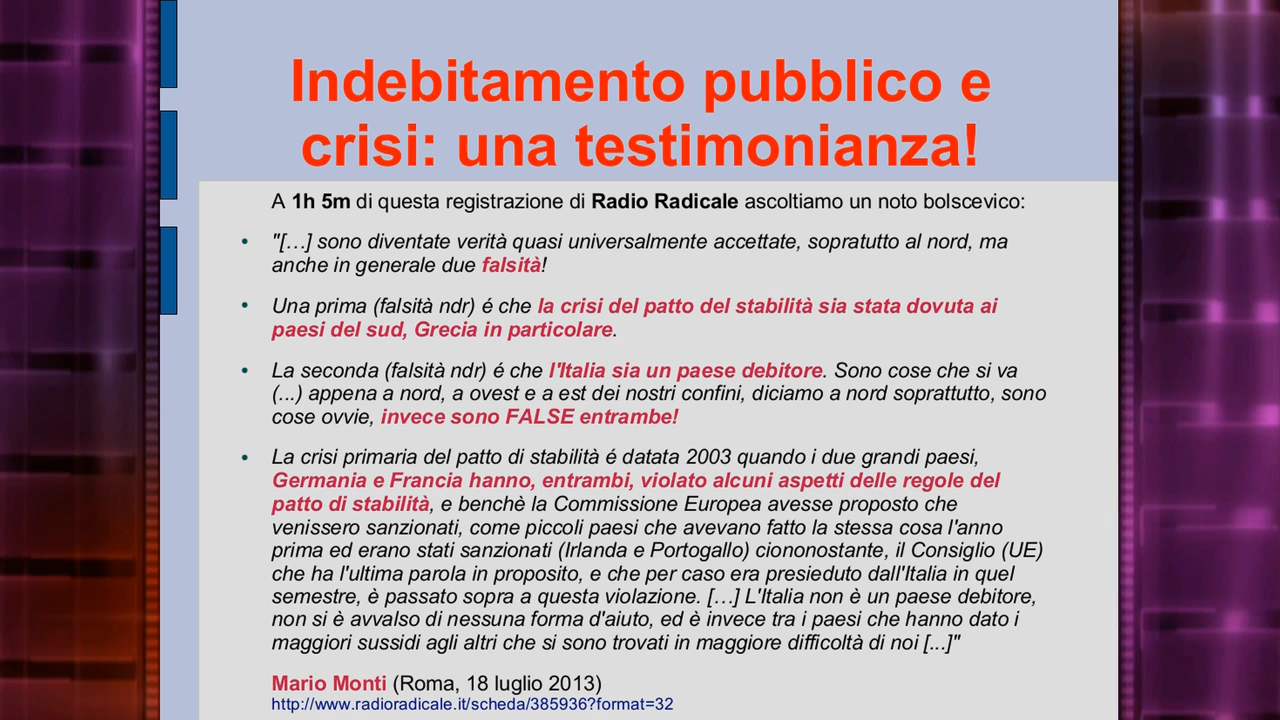 Indebitamento pubblico e
crisi: una testimonianza!
A 1h 5m di questa registrazione di Radio Radicale ascoltiamo un noto bolscevico:
• "[…] sono diventate verità quasi universalmente accettate, sopratutto al nord, ma
anche in generale due falsità!
• Una prima (falsità ndr) é che la crisi del patto del stabilità sia stata dovuta ai
paesi del sud, Grecia in particolare.
• La seconda (falsità ndr) é che l'Italia sia un paese debitore. Sono cose che si va
(...) appena a nord, a ovest e a est dei nostri confini, diciamo a nord soprattutto, sono
cose ovvie, invece sono FALSE entrambe!
• La crisi primaria del patto di stabilità é datata 2003 quando i due grandi paesi,
Germania e Francia hanno, entrambi, violato alcuni aspetti delle regole del
patto di stabilità, e benchè la Commissione Europea avesse proposto che
venissero sanzionati, come piccoli paesi che avevano fatto la stessa cosa l'anno
prima ed erano stati sanzionati (Irlanda e Portogallo) ciononostante, il Consiglio (UE)
che ha l'ultima parola in proposito, e che per caso era presieduto dall'Italia in quel
semestre, è passato sopra a questa violazione. […] L'Italia non è un paese debitore,
non si è avvalso di nessuna forma d'aiuto, ed è invece tra i paesi che hanno dato i
maggiori sussidi agli altri che si sono trovati in maggiore difficoltà di noi [...]"
Mario Monti (Roma, 18 luglio 2013)
http://www.radioradicale.it/scheda/385936?format=32